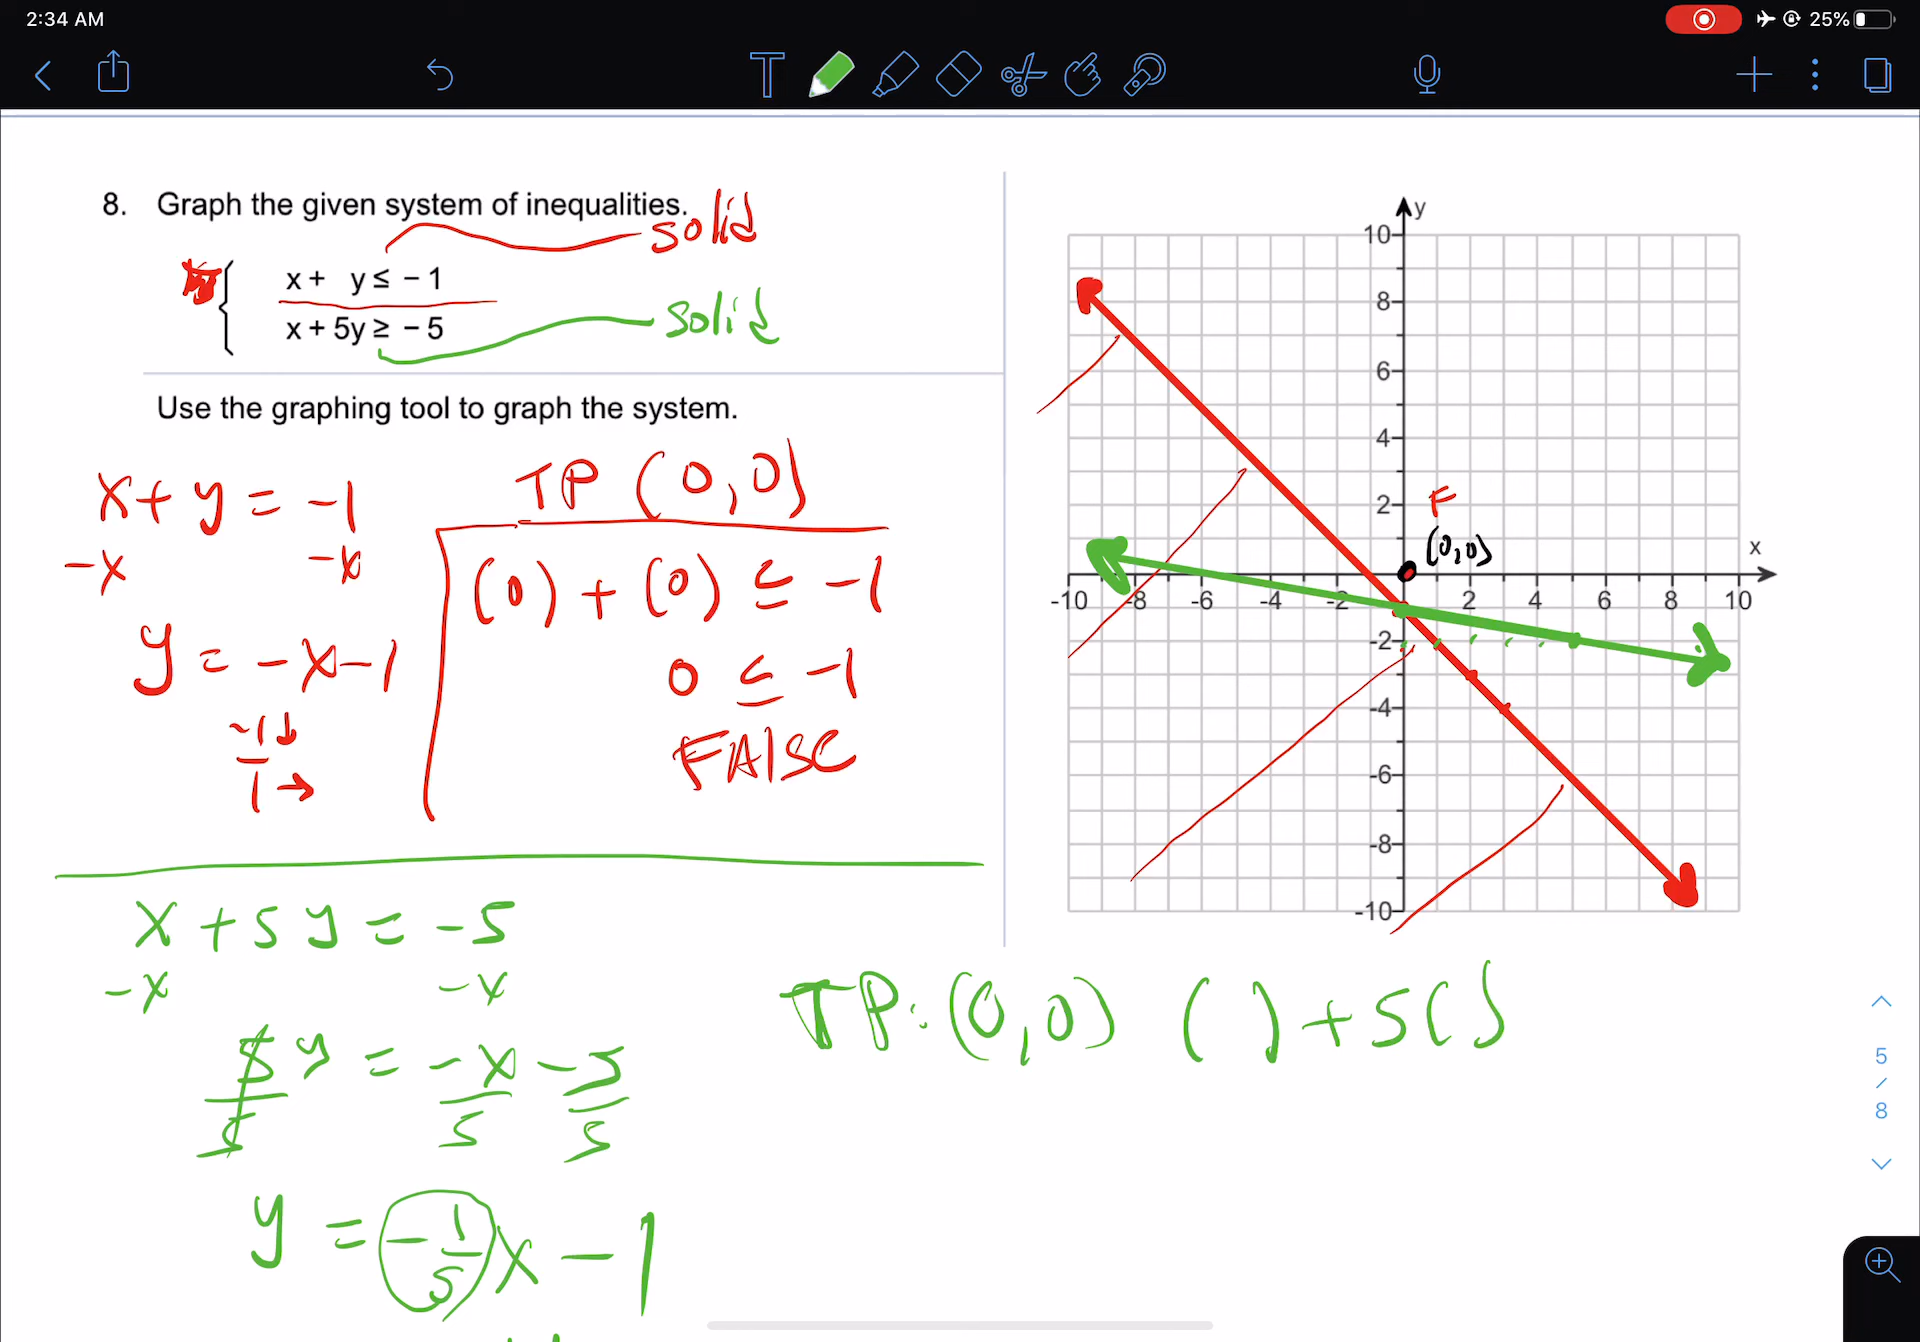 2:34 AM
25%
8. Graph the given system of inequalities.
solid
x + y ≤ - 1
x + 5y ≥ - 5
solid
Use the graphing tool to graph the system.
x + y = -1
-x -x
y = -x - 1
-1↓
1→
TP (0,0)
(0) + (0) ≤ -1
0 ≤ -1
FALSE
x + 5y = -5
-x -x
5y = -x - 5
5 5 5
y = -1/5 x - 1
y
10
8
6
4
2
F
(0,0)
x
-10 -8 -6 -4 -2 2 4 6 8 10
-2
-4
-6
-8
-10
TP: (0,0) ( ) + 5( )
5
/
8